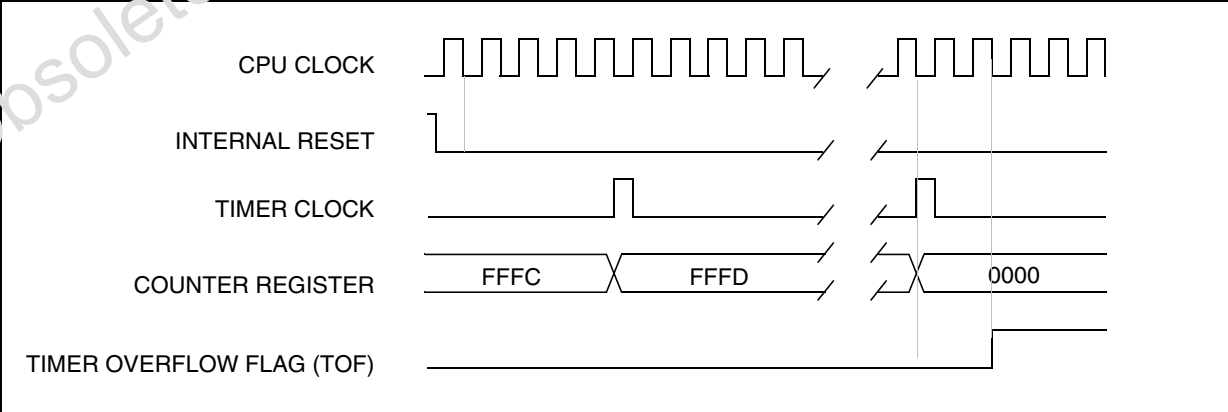 CPU CLOCK
INTERNAL RESET
TIMER CLOCK
COUNTER REGISTER FFFC FFFD 0000
TIMER OVERFLOW FLAG (TOF)